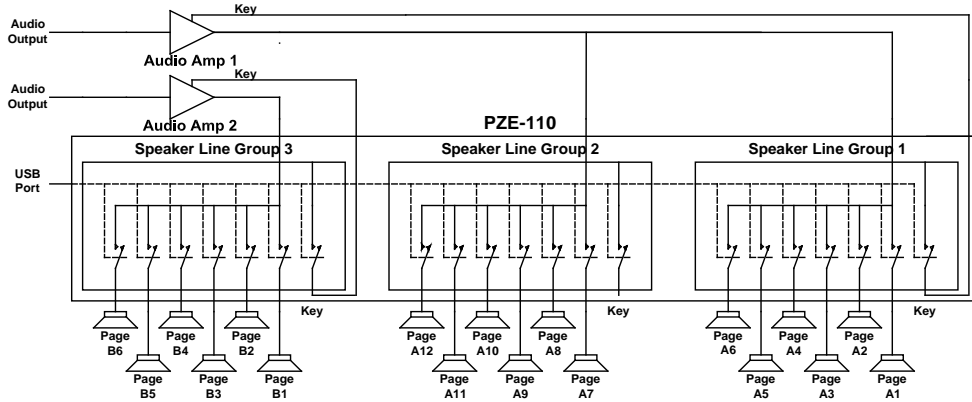 Key
Audio
Output
Audio Amp 1
Key
Audio
Output
Audio Amp 2
PZE-110
Speaker Line Group 3
Speaker Line Group 2
Speaker Line Group 1
USB
Port
Key
Key
Key
Page
B6
Page
B4
Page
B2
Page
A12
Page
A10
Page
A8
Page
A6
Page
A4
Page
A2
Page
B5
Page
B3
Page
B1
Page
A11
Page
A9
Page
A7
Page
A5
Page
A3
Page
A1